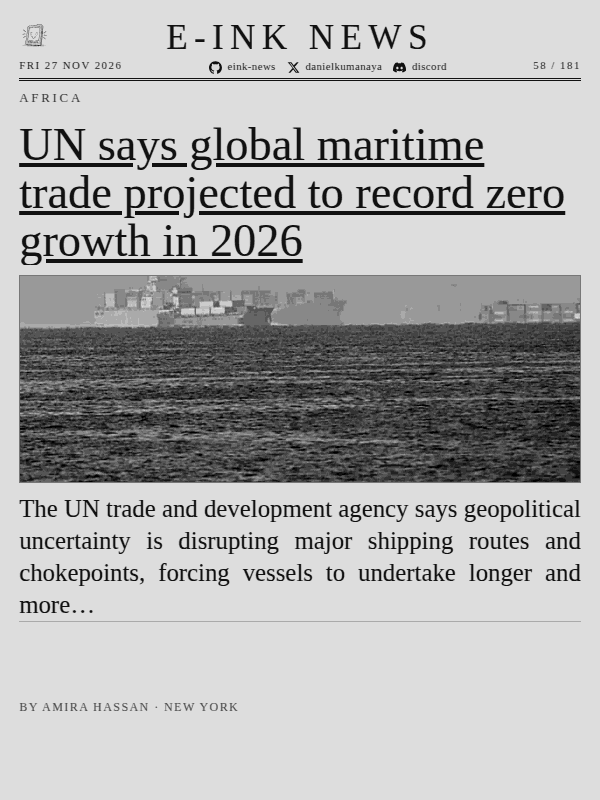 E-INK NEWS
FRI 27 NOV 2026
eink-news danielkumanaya discord
58 / 181
AFRICA
UN says global maritime
trade projected to record zero
growth in 2026
The UN trade and development agency says geopolitical
uncertainty is disrupting major shipping routes and
chokepoints, forcing vessels to undertake longer and
more…
BY AMIRA HASSAN · NEW YORK